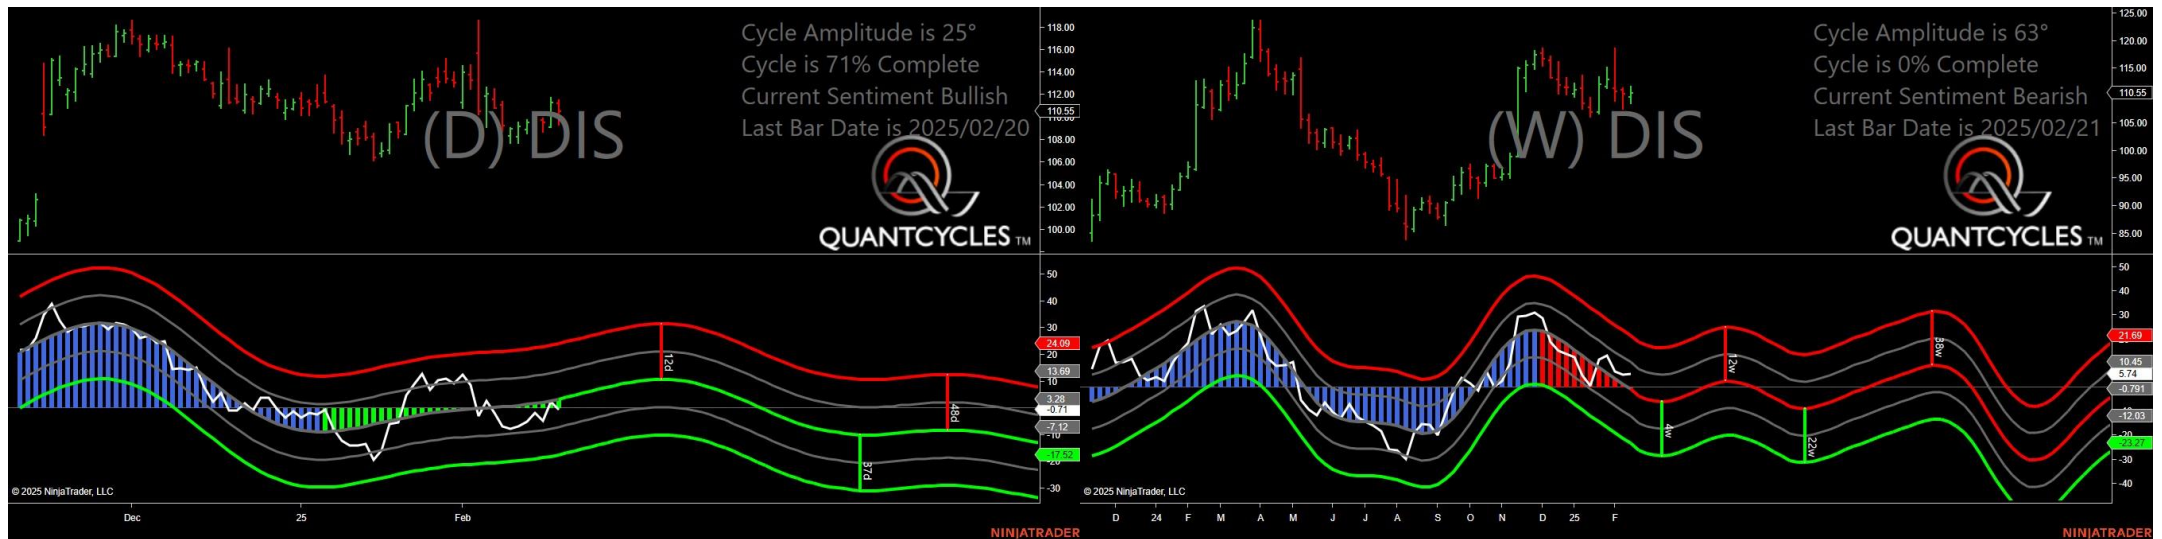 Cycle Amplitude is 25°
Cycle is 71% Complete
Current Sentiment Bullish
Last Bar Date is 2025/02/20
(D) DIS
QUANTCYCLES TM
118.00
116.00
114.00
112.00
110.55
108.00
106.00
104.00
102.00
100.00
50
40
30
24.09
20
13.69
10
3.28
-0.71
-7.12
-10
-17.52
-20
-30
12d
37d
48d
© 2025 NinjaTrader, LLC
Dec
25
Feb
NINJATRADER
Cycle Amplitude is 63°
Cycle is 0% Complete
Current Sentiment Bearish
Last Bar Date is 2025/02/21
(W) DIS
QUANTCYCLES TM
125.00
120.00
115.00
110.55
105.00
100.00
95.00
90.00
85.00
50
40
30
21.69
10.45
5.74
-0.791
-12.03
-20
-23.27
-30
-40
4w
12w
22w
38w
© 2025 NinjaTrader, LLC
D
24
F
M
A
M
J
J
A
S
O
N
D
25
F
NINJATRADER